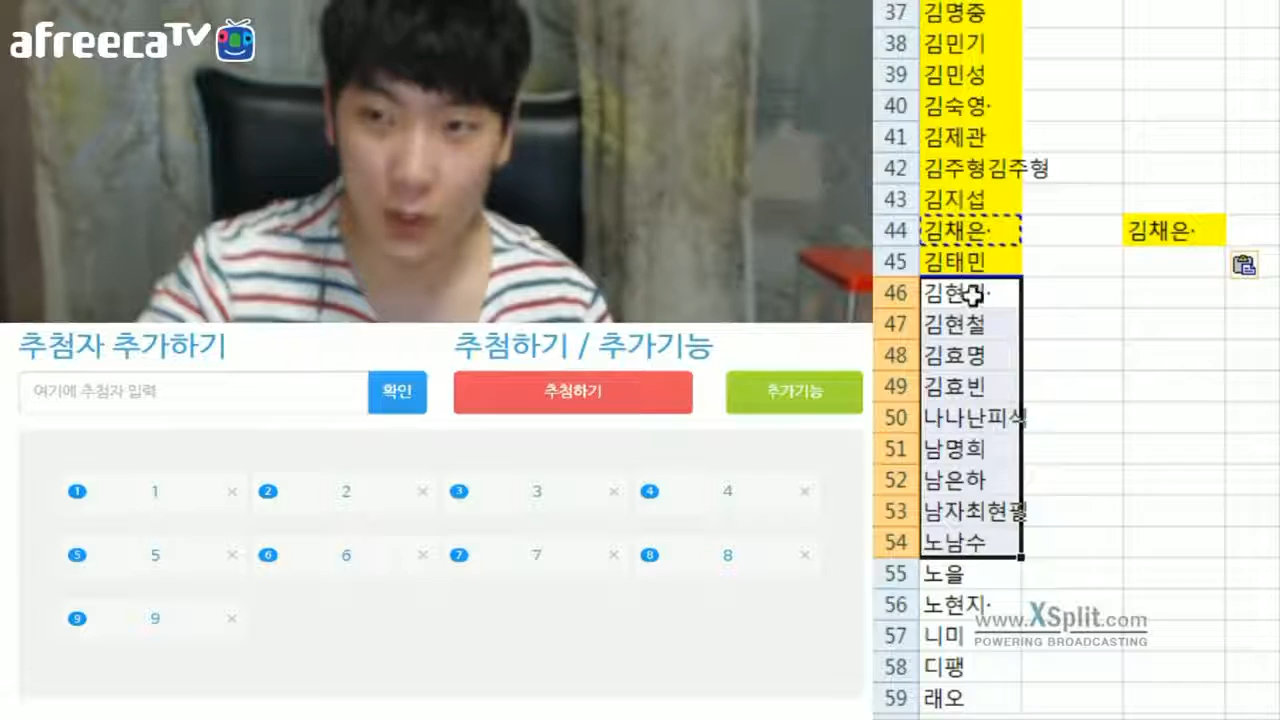 afreecaTV
추첨자 추가하기
여기에 추첨자 입력
확인
추첨하기 / 추가기능
추첨하기
추가기능
1 1 ×
2 2 ×
3 3 ×
4 4 ×
5 5 ×
6 6 ×
7 7 ×
8 8 ×
9 9 ×
37 김명중
38 김민기
39 김민성
40 김숙영·
41 김제관
42 김주형김주형
43 김지섭
44 김채은· 김채은·
45 김태민
46
47 김현철
48 김효명
49 김효빈
50 나나난피식
51 남명희
52 남은하
53 남자최현필
54 노남수
55 노을
56 노현지·
57 니미
58 디팽
59 래오
www.XSplit.com
POWERING BROADCASTING